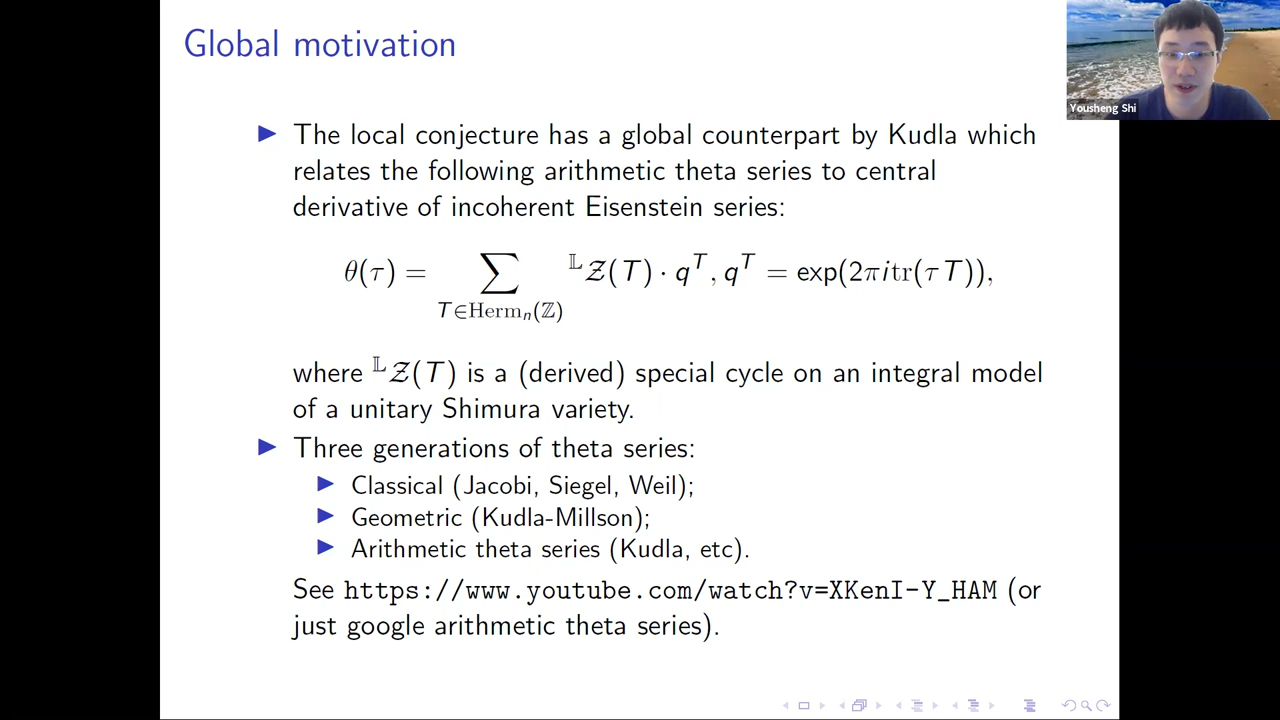 Global motivation
Yousheng Shi
▶ The local conjecture has a global counterpart by Kudla which
relates the following arithmetic theta series to central
derivative of incoherent Eisenstein series:
θ(τ) = ∑_{T∈Herm_n(ℤ)} ^𝕃𝒵(T) · q^T, q^T = exp(2πitr(τT)),
where ^𝕃𝒵(T) is a (derived) special cycle on an integral model
of a unitary Shimura variety.
▶ Three generations of theta series:
▶ Classical (Jacobi, Siegel, Weil);
▶ Geometric (Kudla-Millson);
▶ Arithmetic theta series (Kudla, etc).
See https://www.youtube.com/watch?v=XKenI-Y_HAM (or
just google arithmetic theta series).